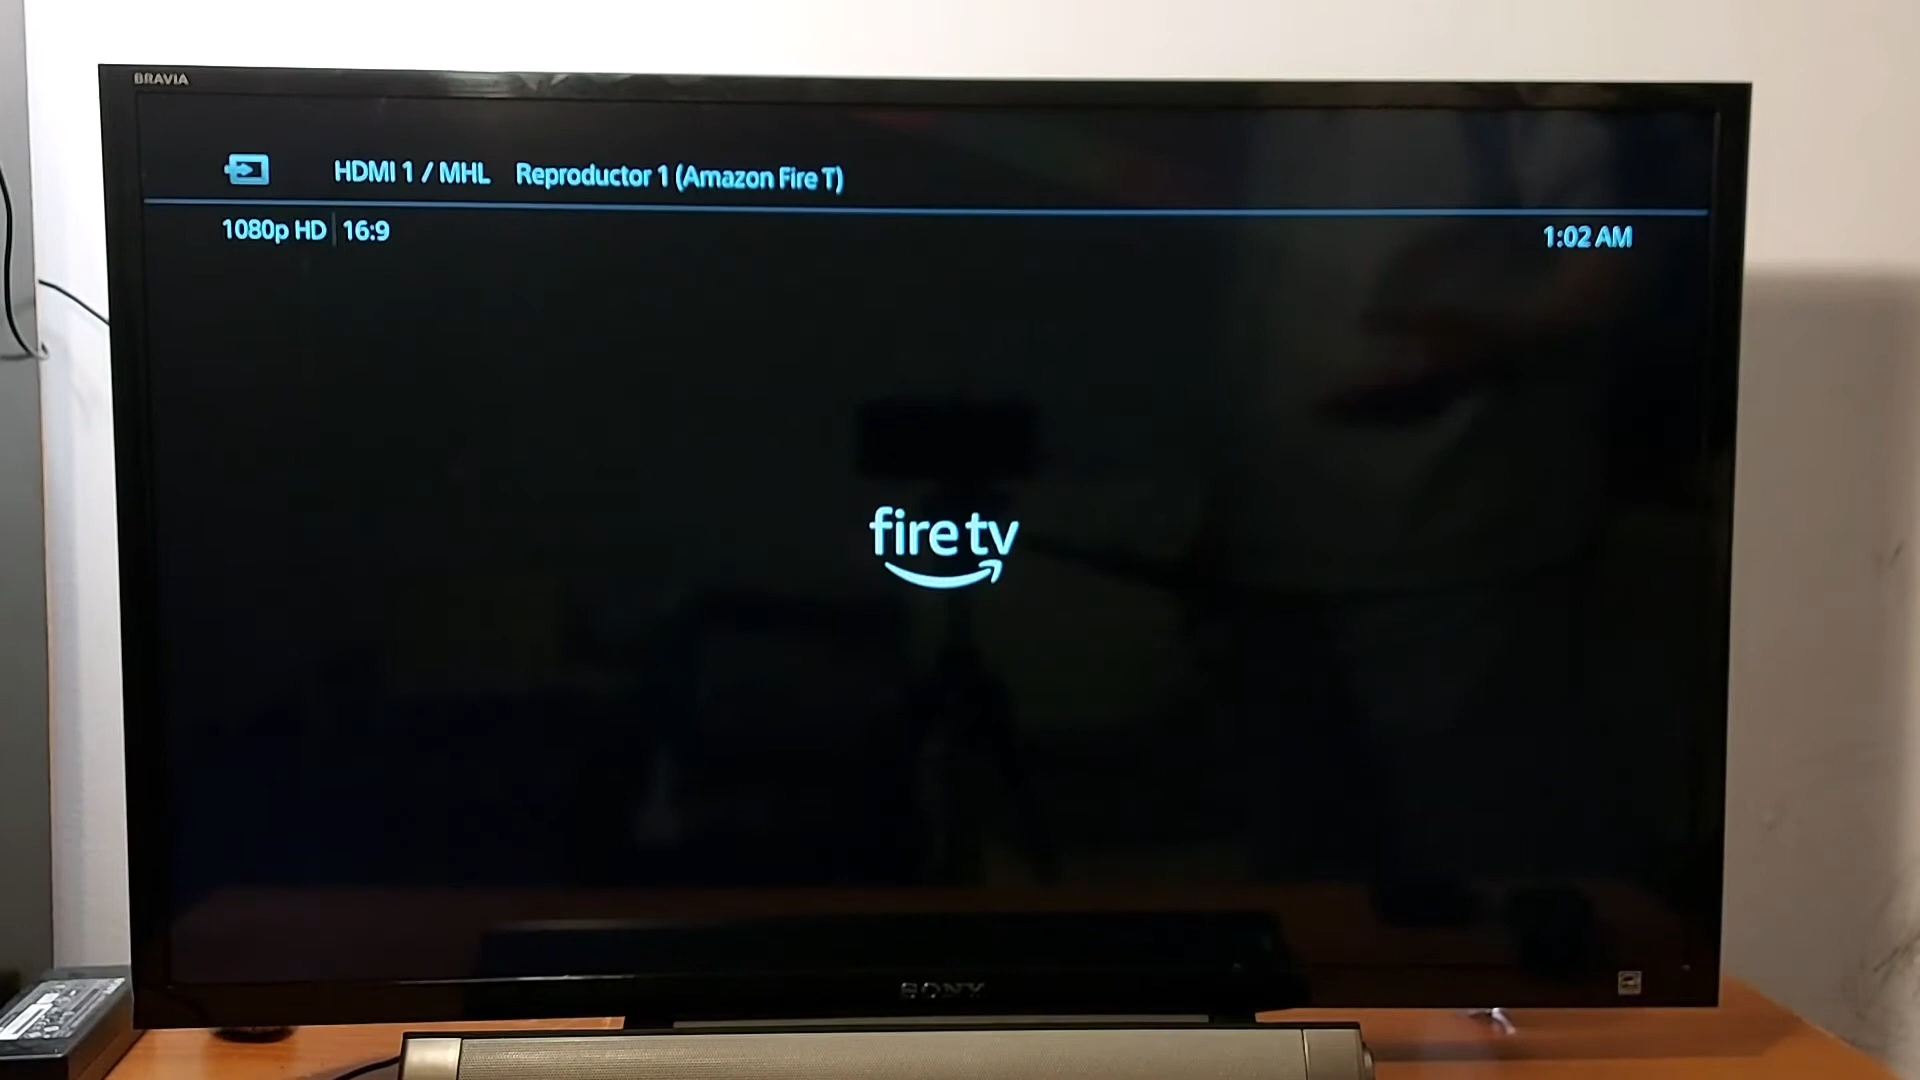 BRAVIA
HDMI 1 / MHL Reproductor 1 (Amazon Fire T)
1080p HD 16:9
1:02 AM
fire tv
SONY